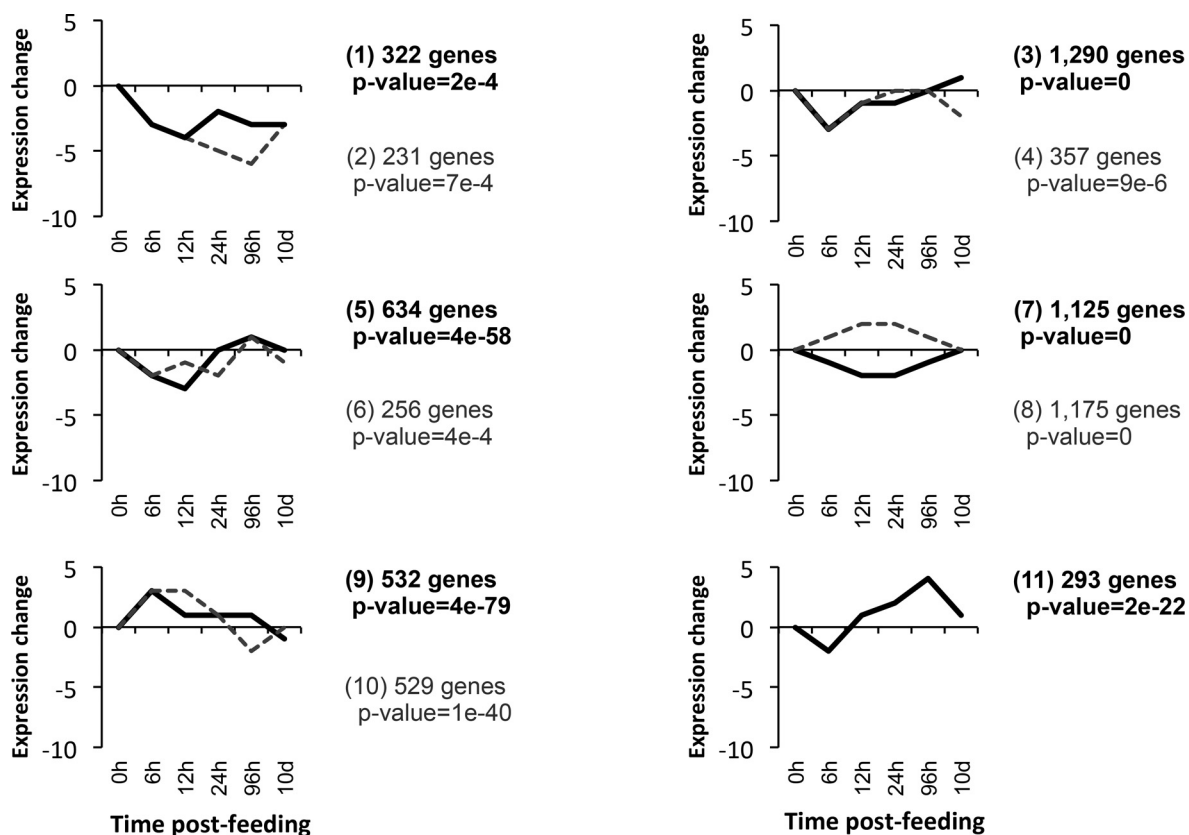 Expression change
5
0
-5
-10
0h
6h
12h
24h
96h
10d
(1) 322 genes
p-value=2e-4
(2) 231 genes
p-value=7e-4
Expression change
5
0
-5
-10
0h
6h
12h
24h
96h
10d
(3) 1,290 genes
p-value=0
(4) 357 genes
p-value=9e-6
Expression change
5
0
-5
-10
0h
6h
12h
24h
96h
10d
(5) 634 genes
p-value=4e-58
(6) 256 genes
p-value=4e-4
Expression change
5
0
-5
-10
0h
6h
12h
24h
96h
10d
(7) 1,125 genes
p-value=0
(8) 1,175 genes
p-value=0
Expression change
5
0
-5
-10
0h
6h
12h
24h
96h
10d
Time post-feeding
(9) 532 genes
p-value=4e-79
(10) 529 genes
p-value=1e-40
Expression change
5
0
-5
-10
0h
6h
12h
24h
96h
10d
Time post-feeding
(11) 293 genes
p-value=2e-22